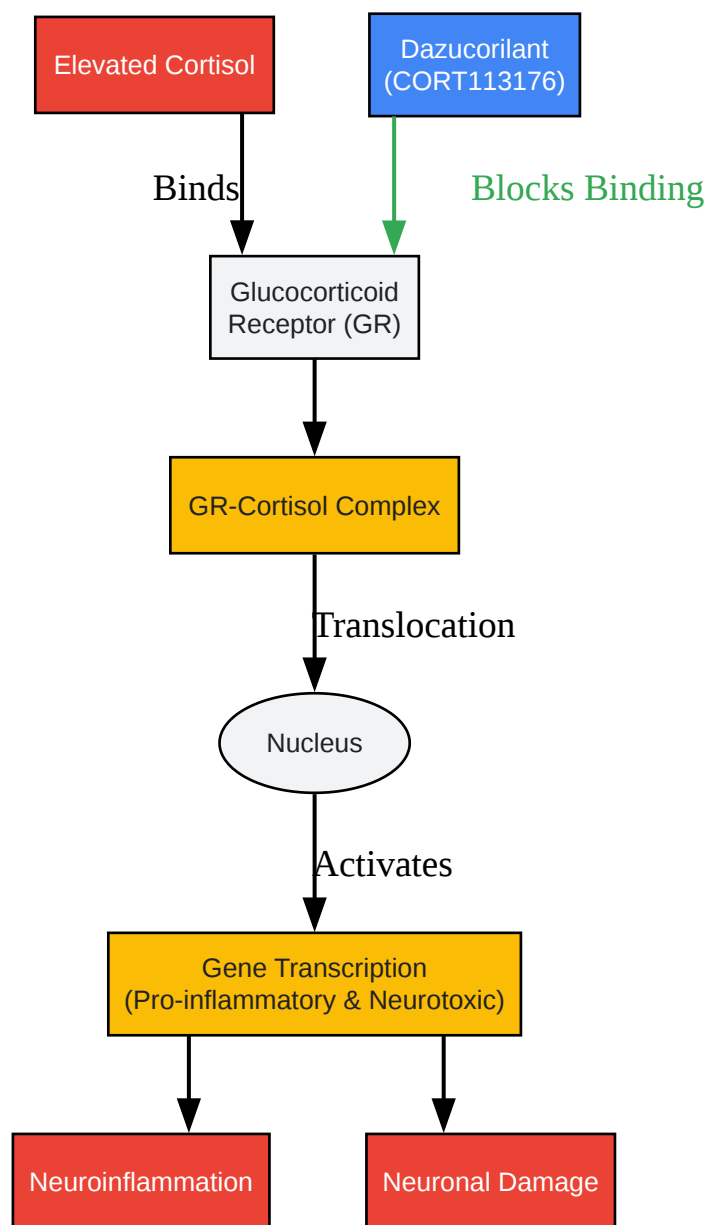 Elevated Cortisol
Dazucorilant
(CORT113176)
Binds
Blocks Binding
Glucocorticoid
Receptor (GR)
GR-Cortisol Complex
Translocation
Nucleus
Activates
Gene Transcription
(Pro-inflammatory & Neurotoxic)
Neuroinflammation
Neuronal Damage